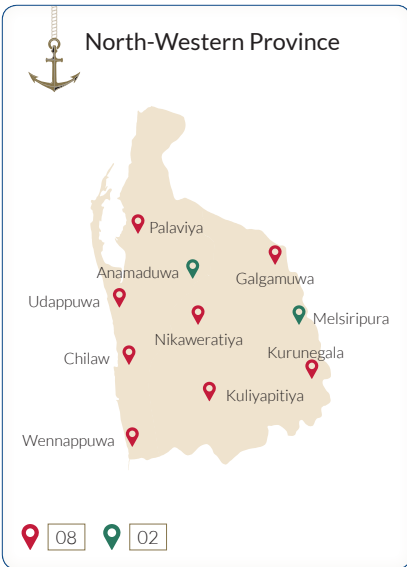 North-Western Province
Palaviya
Anamaduwa
Galgamuwa
Udappuwa
Melsiripura
Nikaweratiya
Kurunegala
Chilaw
Kuliyapitiya
Wennappuwa
08 02